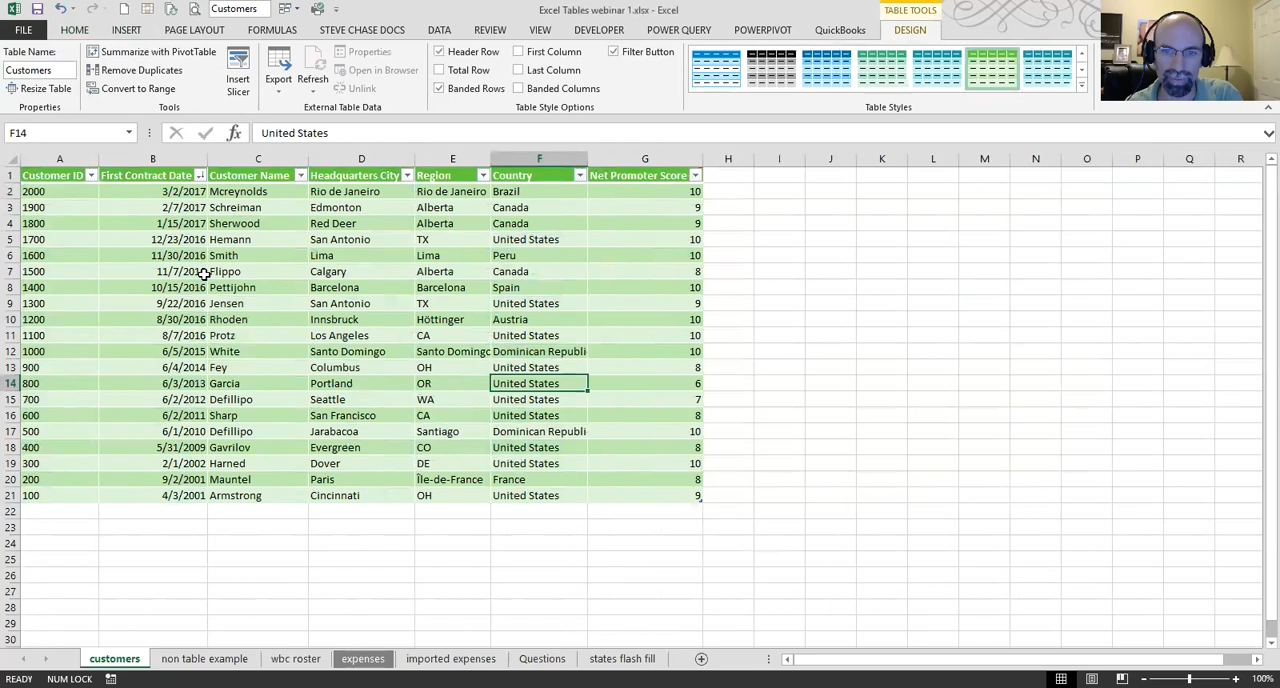 Customers
Excel Tables webinar 1.xlsx - Excel
TABLE TOOLS
FILE HOME INSERT PAGE LAYOUT FORMULAS STEVE CHASE DOCS DATA REVIEW VIEW DEVELOPER POWER QUERY POWERPIVOT QuickBooks DESIGN
Table Name:
Customers
Resize Table
Properties
Summarize with PivotTable
Remove Duplicates
Convert to Range
Insert
Slicer
Tools
Export
Refresh
Properties
Open in Browser
Unlink
External Table Data
Header Row First Column Filter Button
Total Row Last Column
Banded Rows Banded Columns
Table Style Options
Table Styles
F14 fx United States
A B C D E F G H I J K L M N O P Q R
1 Customer ID First Contract Date Customer Name Headquarters City Region Country Net Promoter Score
2 2000 3/2/2017 Mcreynolds Rio de Janeiro Rio de Janeiro Brazil 10
3 1900 2/7/2017 Schreiman Edmonton Alberta Canada 9
4 1800 1/15/2017 Sherwood Red Deer Alberta Canada 9
5 1700 12/23/2016 Hemann San Antonio TX United States 10
6 1600 11/30/2016 Smith Lima Lima Peru 10
7 1500 Flippo Calgary Alberta Canada 8
8 1400 10/15/2016 Pettijohn Barcelona Barcelona Spain 10
9 1300 9/22/2016 Jensen San Antonio TX United States 9
10 1200 8/30/2016 Rhoden Innsbruck Höttinger Austria 10
11 1100 8/7/2016 Protz Los Angeles CA United States 10
12 1000 6/5/2015 White Santo Domingo Santo Domingo Dominican Republi 10
13 900 6/4/2014 Fey Columbus OH United States 8
14 800 6/3/2013 Garcia Portland OR United States 6
15 700 6/2/2012 Defillipo Seattle WA United States 7
16 600 6/2/2011 Sharp San Francisco CA United States 8
17 500 6/1/2010 Defillipo Jarabacoa Santiago Dominican Republi 10
18 400 5/31/2009 Gavrilov Evergreen CO United States 8
19 300 2/1/2002 Harned Dover DE United States 10
20 200 9/2/2001 Mauntel Paris Île-de-France France 8
21 100 4/3/2001 Armstrong Cincinnati OH United States 9
22
23
24
25
26
27
28
29
30
customers non table example wbc roster expenses imported expenses Questions states flash fill
READY NUM LOCK 100%